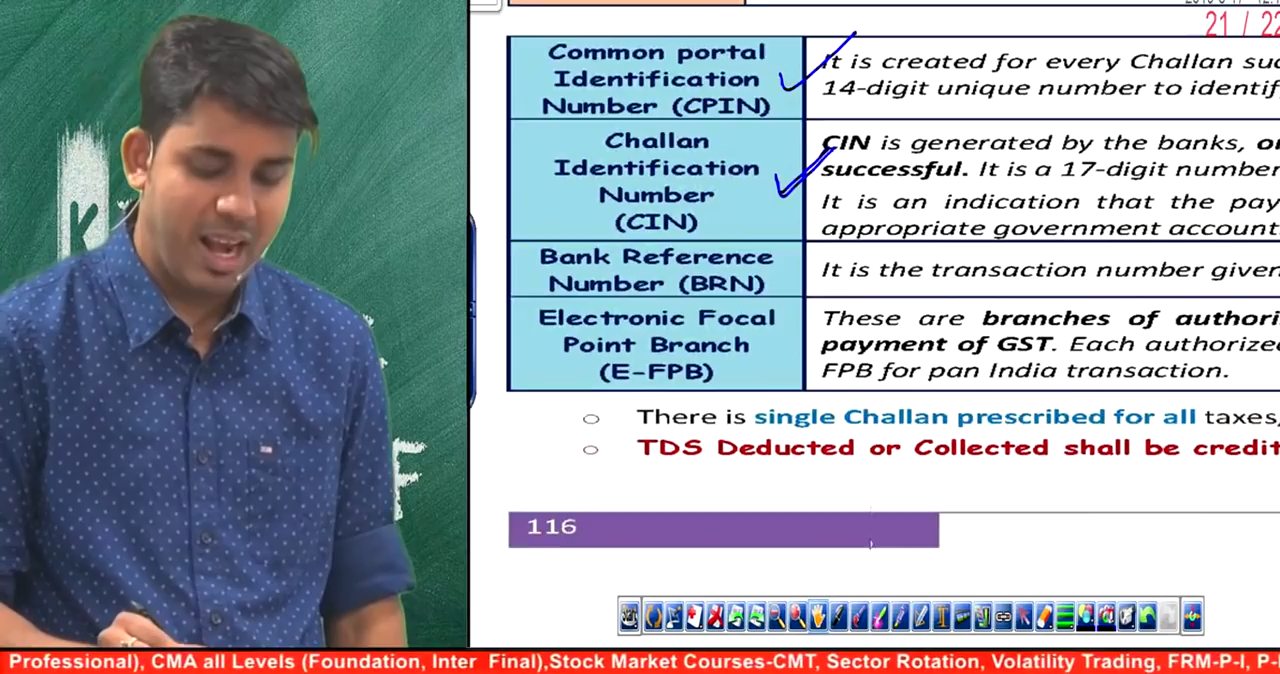 21 / 22
Common portal
Identification
Number (CPIN)
It is created for every Challan suc
14-digit unique number to identif
Challan
Identification
Number
(CIN)
CIN is generated by the banks, o
successful. It is a 17-digit number
It is an indication that the pay
appropriate government account
Bank Reference
Number (BRN)
It is the transaction number given
Electronic Focal
Point Branch
(E-FPB)
These are branches of authori
payment of GST. Each authorize
FPB for pan India transaction.
There is single Challan prescribed for all taxes,
TDS Deducted or Collected shall be credit
116
K
F
Professional), CMA all Levels (Foundation, Inter Final),Stock Market Courses-CMT, Sector Rotation, Volatility Trading, FRM-P-I, P-